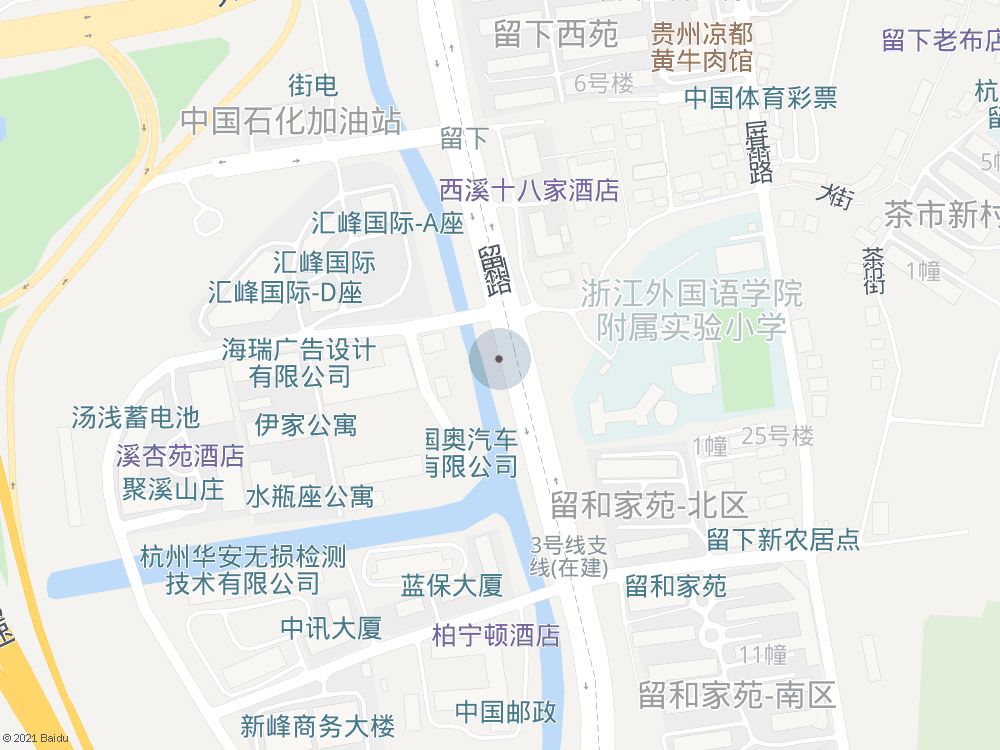 留下西苑
贵州凉都
黄牛肉馆
留下老布店
6号楼
街电
中国体育彩票
杭
留
中国石化加油站
留下
屏基路
5幢
西溪十八家酒店
大街
茶市新村
汇峰国际-A座
留和路
汇峰国际
茶市街
1幢
汇峰国际-D座
浙江外国语学院
附属实验小学
海瑞广告设计
有限公司
汤浅蓄电池
伊家公寓
国奥汽车
有限公司
1幢
25号楼
溪杏苑酒店
聚溪山庄
水瓶座公寓
留和家苑-北区
3号线支
线(在建)
留下新农居点
杭州华安无损检测
技术有限公司
蓝保大厦
留和家苑
中讯大厦
柏宁顿酒店
11幢
留和家苑-南区
中国邮政
新峰商务大楼
© 2021 Baidu